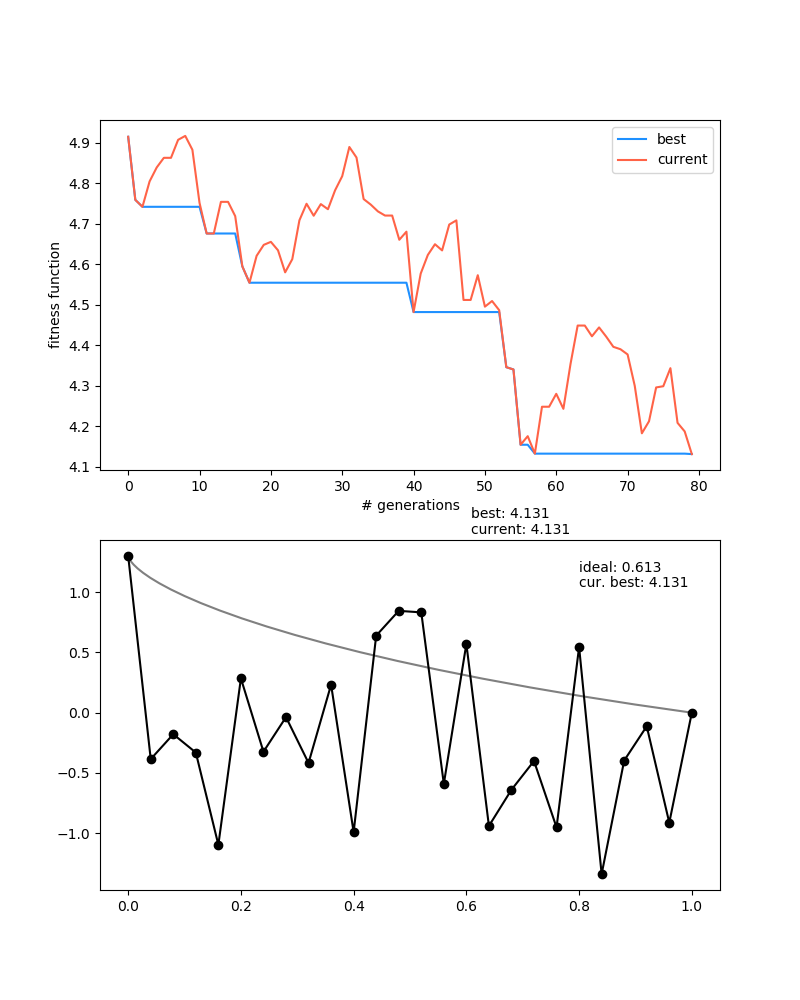 best
current
4.9
4.8
4.7
4.6
4.5
4.4
4.3
4.2
4.1
fitness function
0 10 20 30 40 50 60 70 80
# generations
best: 4.131
current: 4.131
ideal: 0.613
cur. best: 4.131
1.0
0.5
0.0
−0.5
−1.0
0.0 0.2 0.4 0.6 0.8 1.0